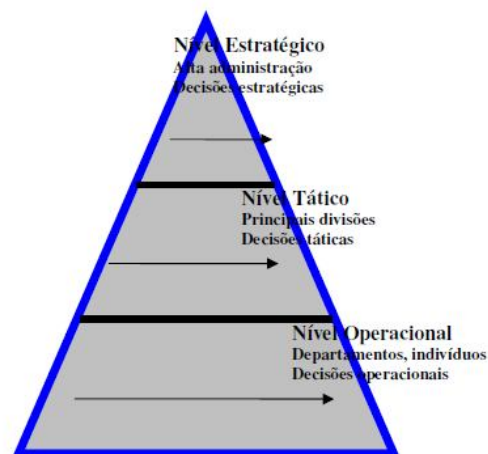 Nível Estratégico
Alta administração
Decisões estratégicas
Nível Tático
Principais divisões
Decisões táticas
Nível Operacional
Departamentos, indivíduos
Decisões operacionais